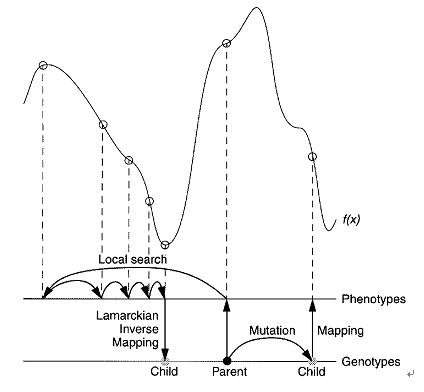 f(x)
Local search
Phenotypes
Lamarckian
Inverse
Mapping
Mutation
Mapping
Genotypes
Child
Parent
Child